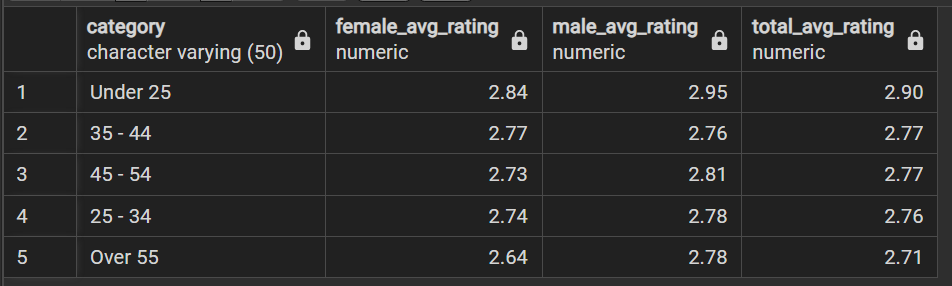 category female_avg_rating male_avg_rating total_avg_rating
character varying (50) numeric numeric numeric
1 Under 25 2.84 2.95 2.90
2 35 - 44 2.77 2.76 2.77
3 45 - 54 2.73 2.81 2.77
4 25 - 34 2.74 2.78 2.76
5 Over 55 2.64 2.78 2.71